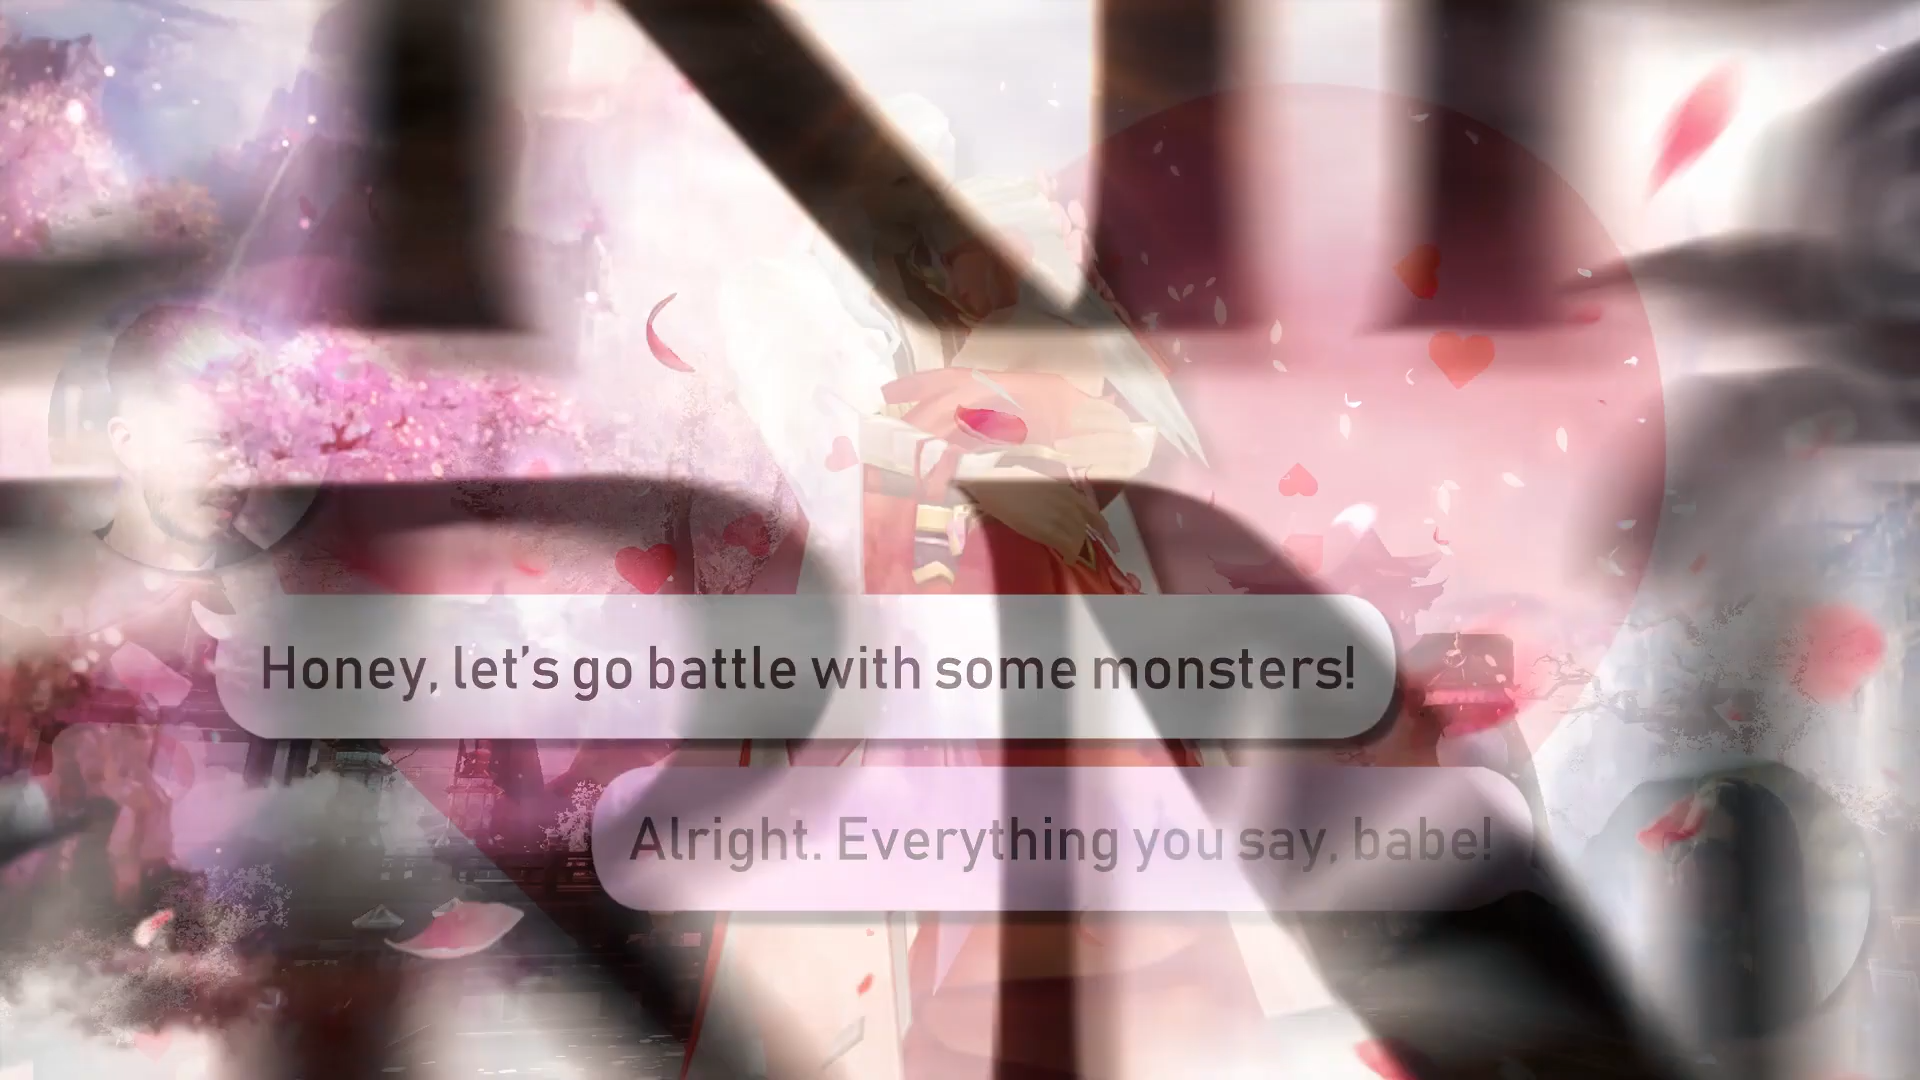 Honey, let's go battle with some monsters!
Alright. Everything you say, babe!